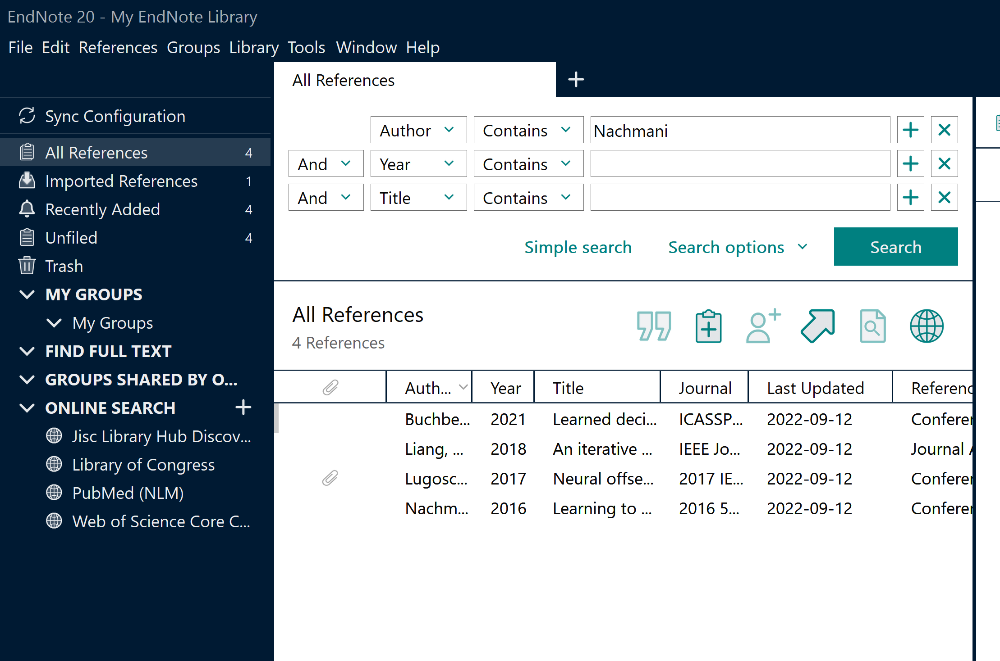 EndNote 20 - My EndNote Library
File Edit References Groups Library Tools Window Help
All References
Sync Configuration
All References 4
Imported References 1
Recently Added 4
Unfiled 4
Trash
MY GROUPS
My Groups
FIND FULL TEXT
GROUPS SHARED BY O...
ONLINE SEARCH
Jisc Library Hub Discov...
Library of Congress
PubMed (NLM)
Web of Science Core C...
Author Contains Nachmani
And Year Contains
And Title Contains
Simple search Search options Search
All References
4 References
Auth... Year Title Journal Last Updated Referenc
Buchbe... 2021 Learned deci... ICASSP... 2022-09-12 Conferen
Liang, ... 2018 An iterative ... IEEE Jo... 2022-09-12 Journal A
Lugosc... 2017 Neural offse... 2017 IE... 2022-09-12 Conferen
Nachm... 2016 Learning to ... 2016 5... 2022-09-12 Conferen